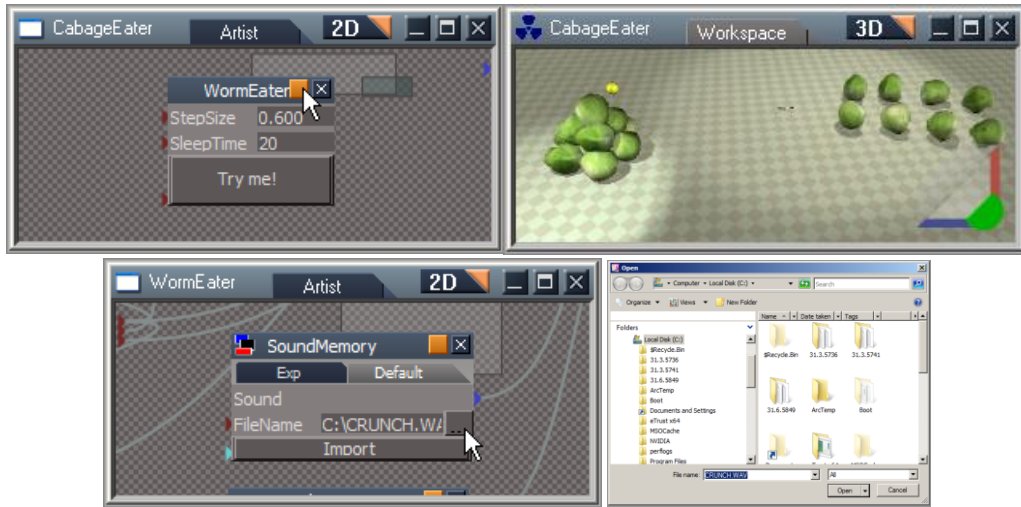 CabageEater Artist 2D
WormEater
StepSize 0.600
SleepTime 20
Try me!
CabageEater Workspace 3D
WormEater Artist 2D
SoundMemory
Exp Default
Sound
FileName C:\CRUNCH.WA ...
Import
Open
Computer Local Disk (C:) Search
Organize Views New Folder
Folders
Local Disk (C:)
$Recycle.Bin
31.3.5736
31.3.5741
31.6.5849
ArcTemp
Boot
Documents and Settings
eTrust x64
MSOCache
NVIDIA
perflogs
Program Files
Name Date taken Tags
$Recycle.Bin 31.3.5736 31.3.5741
31.6.5849 ArcTemp Boot
File name: CRUNCH.WAV All
Open Cancel